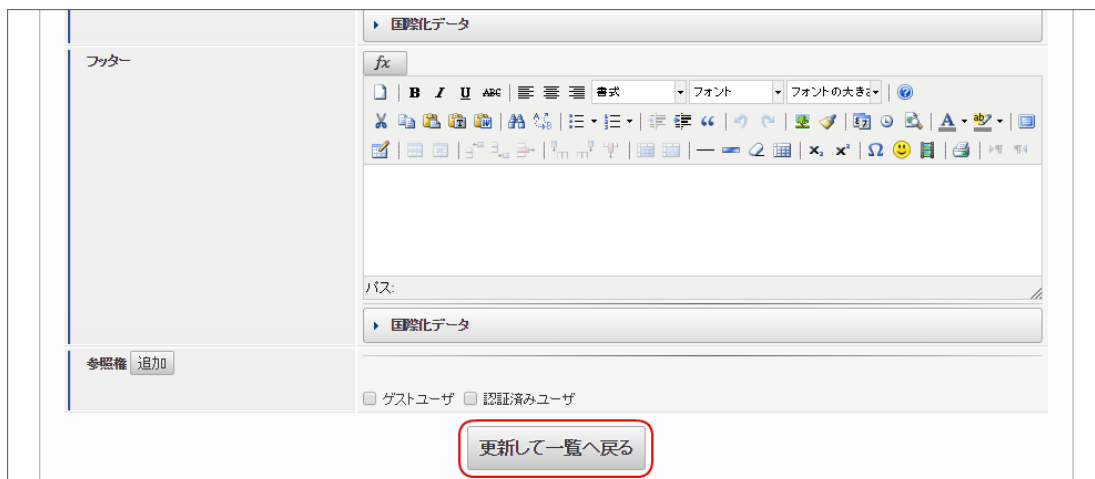 国際化データ
フッター
fx
B I U ABC 書式 フォント フォントの大きさ
パス:
国際化データ
参照権 追加
ゲストユーザ 認証済みユーザ
更新して一覧へ戻る